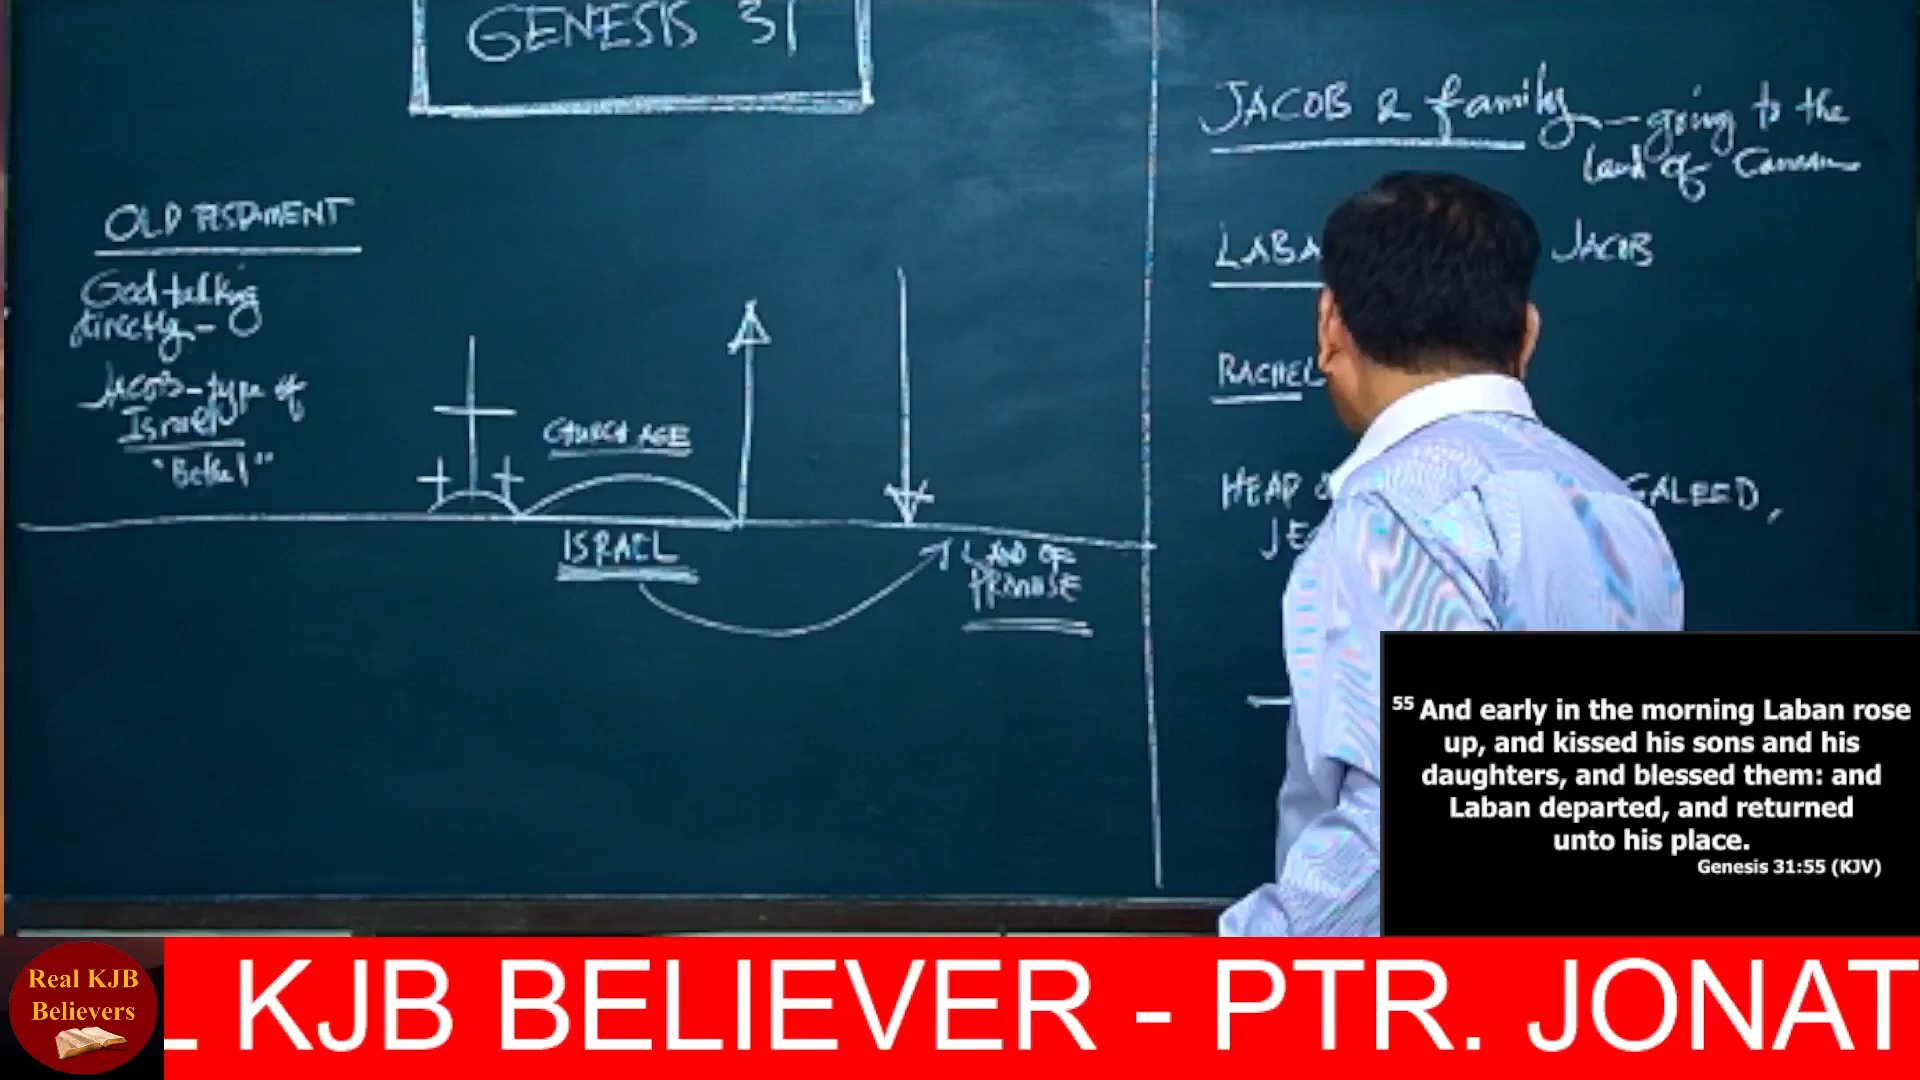 GENESIS 31
OLD TESTAMENT
God talking
directly-
Jacob-type of
Israel
"Bethel"
CHURCH AGE
ISRAEL
LAND OF
PROMISE
JACOB & family - going to the
land of Canaan
LABA JACOB
RACHEL
HEAP GALEED,
JE
55 And early in the morning Laban rose
up, and kissed his sons and his
daughters, and blessed them: and
Laban departed, and returned
unto his place.
Genesis 31:55 (KJV)
Real KJB
Believers
L KJB BELIEVER - PTR. JONAT